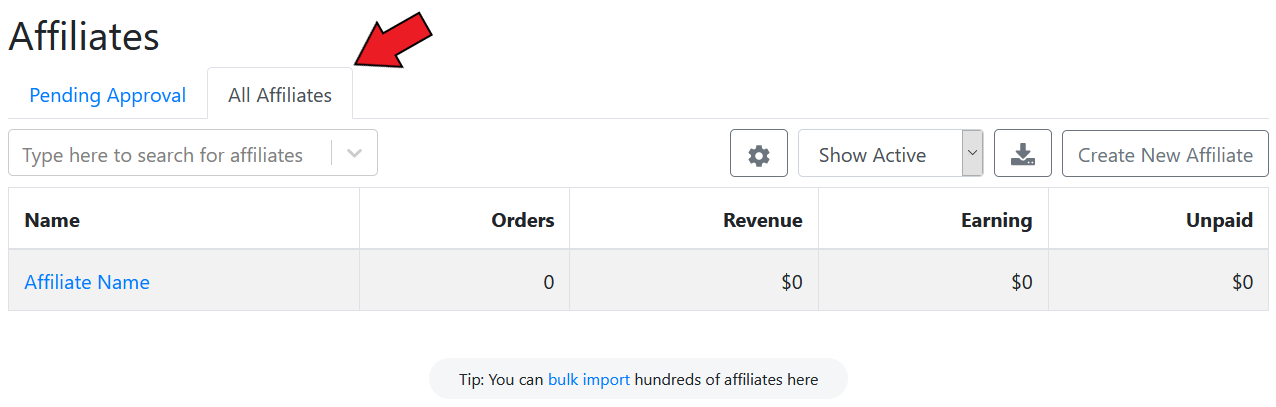 Affiliates
Pending Approval All Affiliates
Type here to search for affiliates Show Active Create New Affiliate
Name Orders Revenue Earning Unpaid
Affiliate Name 0 $0 $0 $0
Tip: You can bulk import hundreds of affiliates here